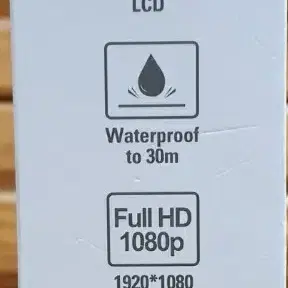 LCD
Waterproof
to 30m
Full HD
1080p
1920*1080